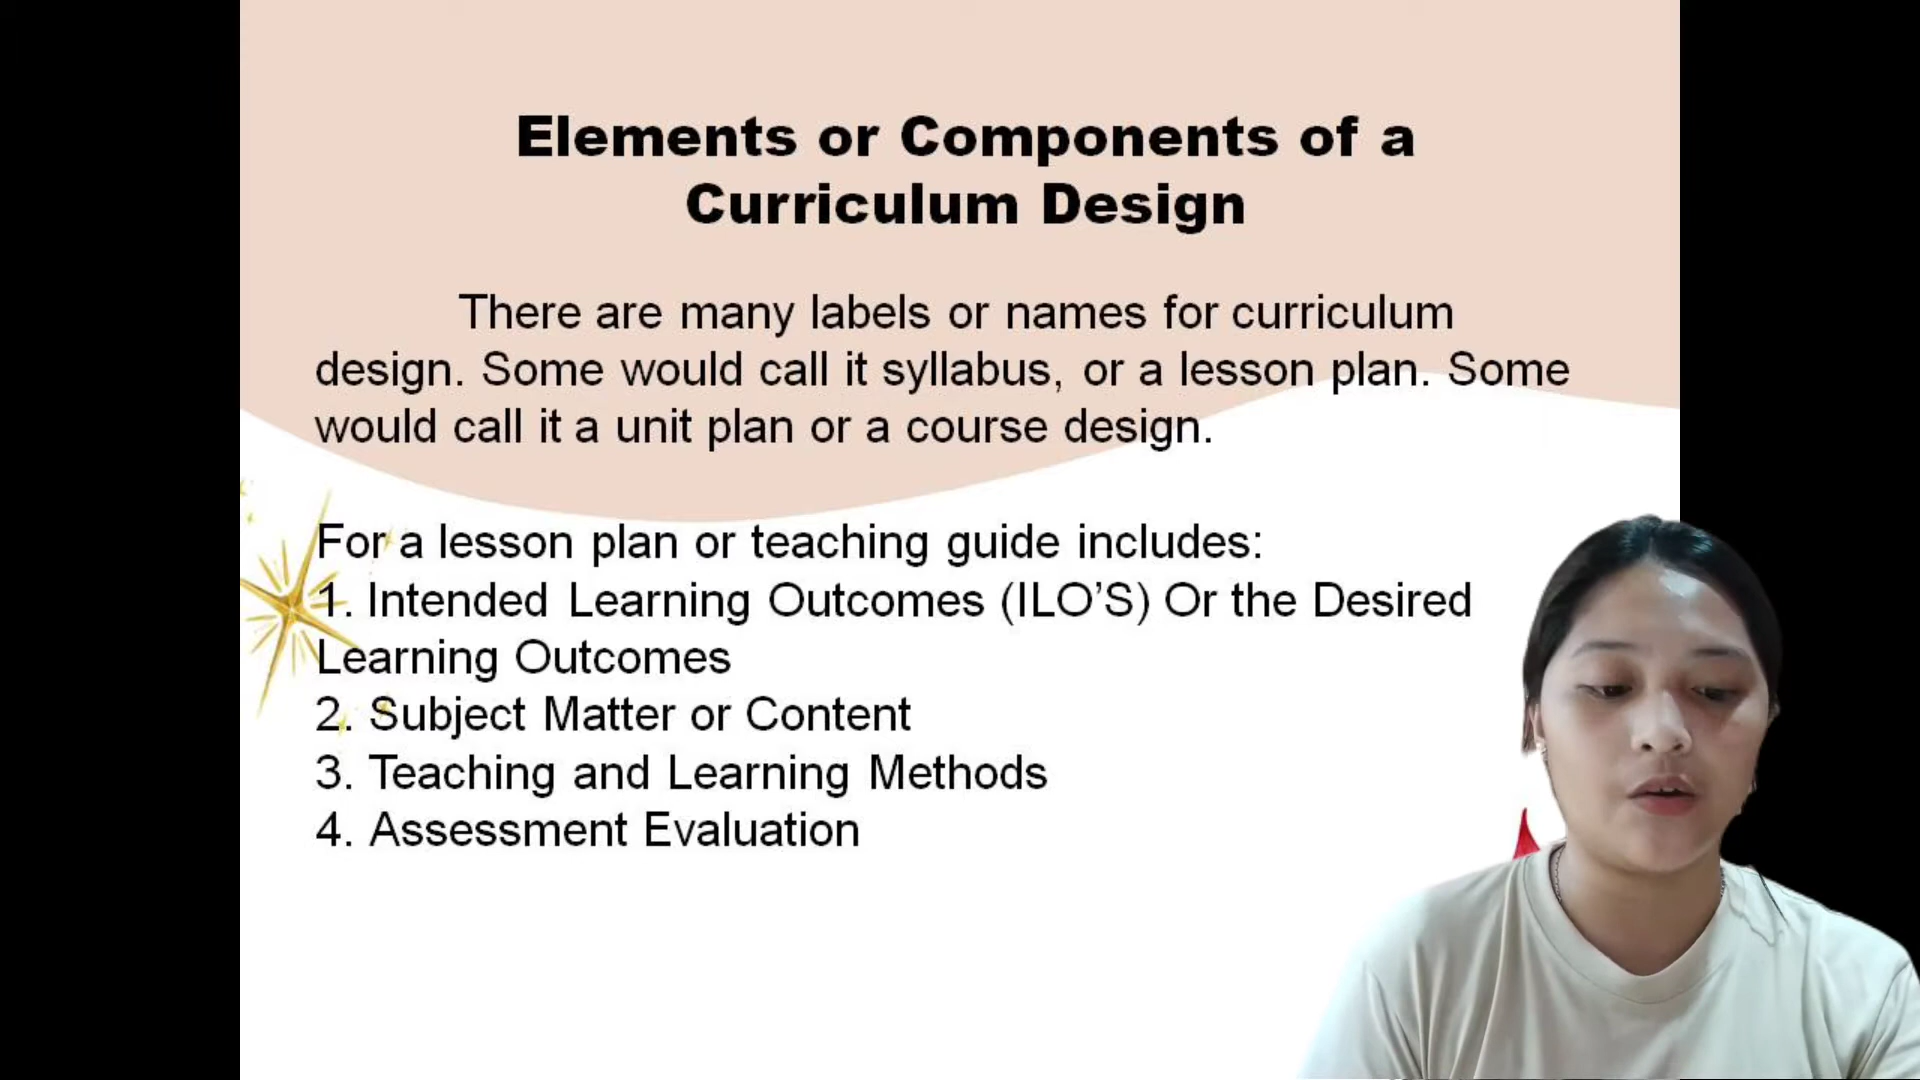 Elements or Components of a
Curriculum Design
There are many labels or names for curriculum
design. Some would call it syllabus, or a lesson plan. Some
would call it a unit plan or a course design.
For a lesson plan or teaching guide includes:
1. Intended Learning Outcomes (ILO’S) Or the Desired
Learning Outcomes
2. Subject Matter or Content
3. Teaching and Learning Methods
4. Assessment Evaluation